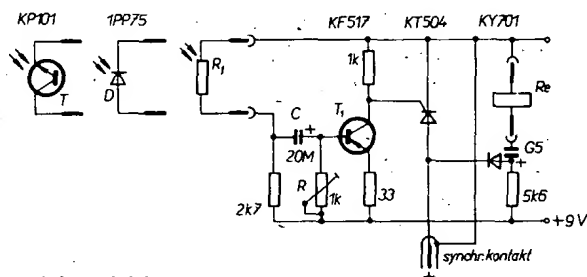 KP101 1PP75 KF517 KT504 KY701
1k
R1
T D
C T1 Re
+
20M G5
+
R
1k 33 5k6
2k7
+9V
synchr. kontakt
+